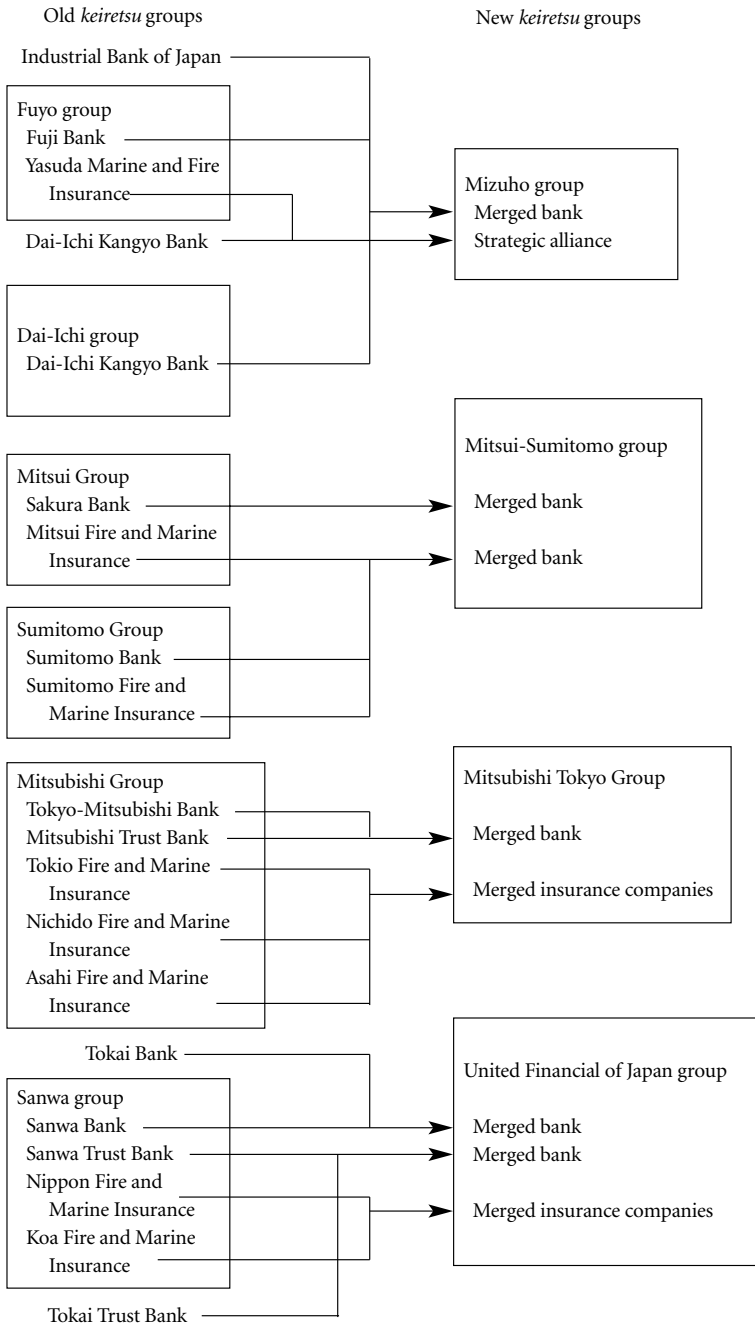 Old keiretsu groups
New keiretsu groups
Industrial Bank of Japan
Fuyo group
Fuji Bank
Yasuda Marine and Fire
Insurance
Dai-Ichi Kangyo Bank
Mizuho group
Merged bank
Strategic alliance
Dai-Ichi group
Dai-Ichi Kangyo Bank
Mitsui Group
Sakura Bank
Mitsui Fire and Marine
Insurance
Sumitomo Group
Sumitomo Bank
Sumitomo Fire and
Marine Insurance
Mitsui-Sumitomo group
Merged bank
Merged bank
Mitsubishi Group
Tokyo-Mitsubishi Bank
Mitsubishi Trust Bank
Tokio Fire and Marine
Insurance
Nichido Fire and Marine
Insurance
Asahi Fire and Marine
Insurance
Mitsubishi Tokyo Group
Merged bank
Merged insurance companies
Tokai Bank
Sanwa group
Sanwa Bank
Sanwa Trust Bank
Nippon Fire and
Marine Insurance
Koa Fire and Marine
Insurance
Tokai Trust Bank
United Financial of Japan group
Merged bank
Merged bank
Merged insurance companies